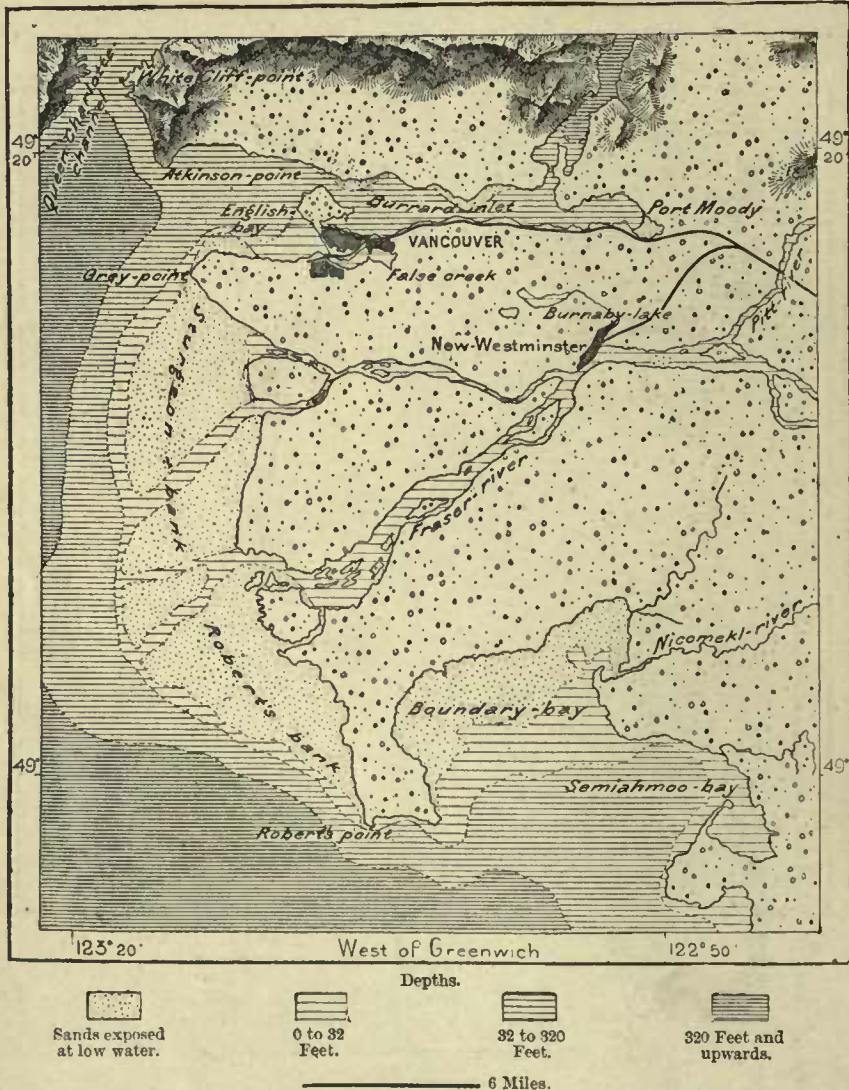 White Cliff-point
Queen Charlotte-
channel
49°
20'
49°
20'
Atkinson-point
English-
bay
Burrard-inlet
Port Moody
VANCOUVER
Grey-point
False creek
Pitt-river
Burnaby-lake
New-Westminster
Sturgeon-bank
Fraser-river
Nicomekl-river
Robert's bank
Boundary-bay
49°
49°
Semiahmoo-bay
Robert's point
123°20'
West of Greenwich
122°50'
Depths.
Sands exposed
at low water.
0 to 32
Feet.
32 to 320
Feet.
320 Feet and
upwards.
6 Miles.